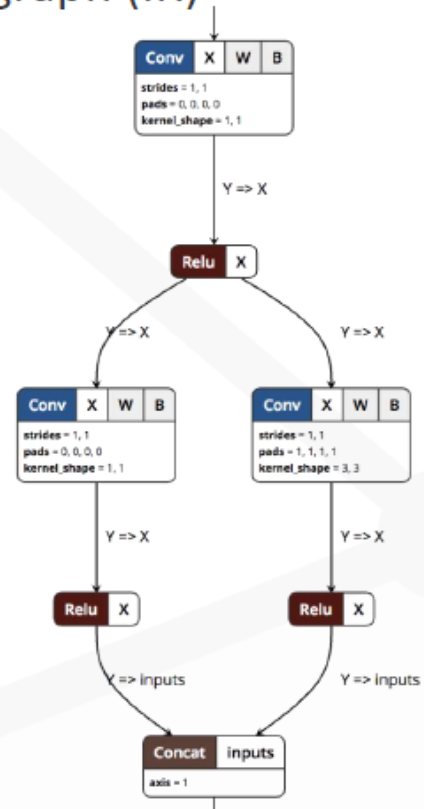 Conv X W B
strides = 1, 1
pads = 0, 0, 0, 0
kernel_shape = 1, 1
Y => X
Relu X
Y => X Y => X
Conv X W B Conv X W B
strides = 1, 1 strides = 1, 1
pads = 0, 0, 0, 0 pads = 1, 1, 1, 1
kernel_shape = 1, 1 kernel_shape = 3, 3
Y => X Y => X
Relu X Relu X
Y => inputs Y => inputs
Concat inputs
axis = 1